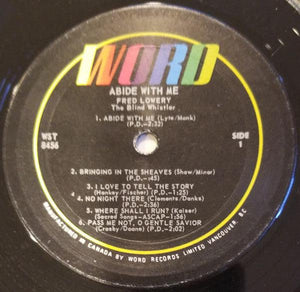 WORD
ABIDE WITH ME
FRED LOWERY
The Blind Whistler
WST
8456
SIDE
1
1. ABIDE WITH ME (Lyte/Monk)
(P.D.-2:32)
2. BRINGING IN THE SHEAVES (Shaw/Minor)
(P.D.-:45)
3. I LOVE TO TELL THE STORY
(Hankey/Fischer) (P.D.-1:25)
4. NO NIGHT THERE (Clements/Danks)
(P.D.-2:36)
5. WHERE SHALL I RUN? (Kaiser)
(Sacred Songs-ASCAP-1:56)
6. PASS ME NOT, O GENTLE SAVIOR
(Crosby/Doane) (P.D.-2:02)
MANUFACTURED IN CANADA BY WORD RECORDS LIMITED VANCOUVER, B.C.